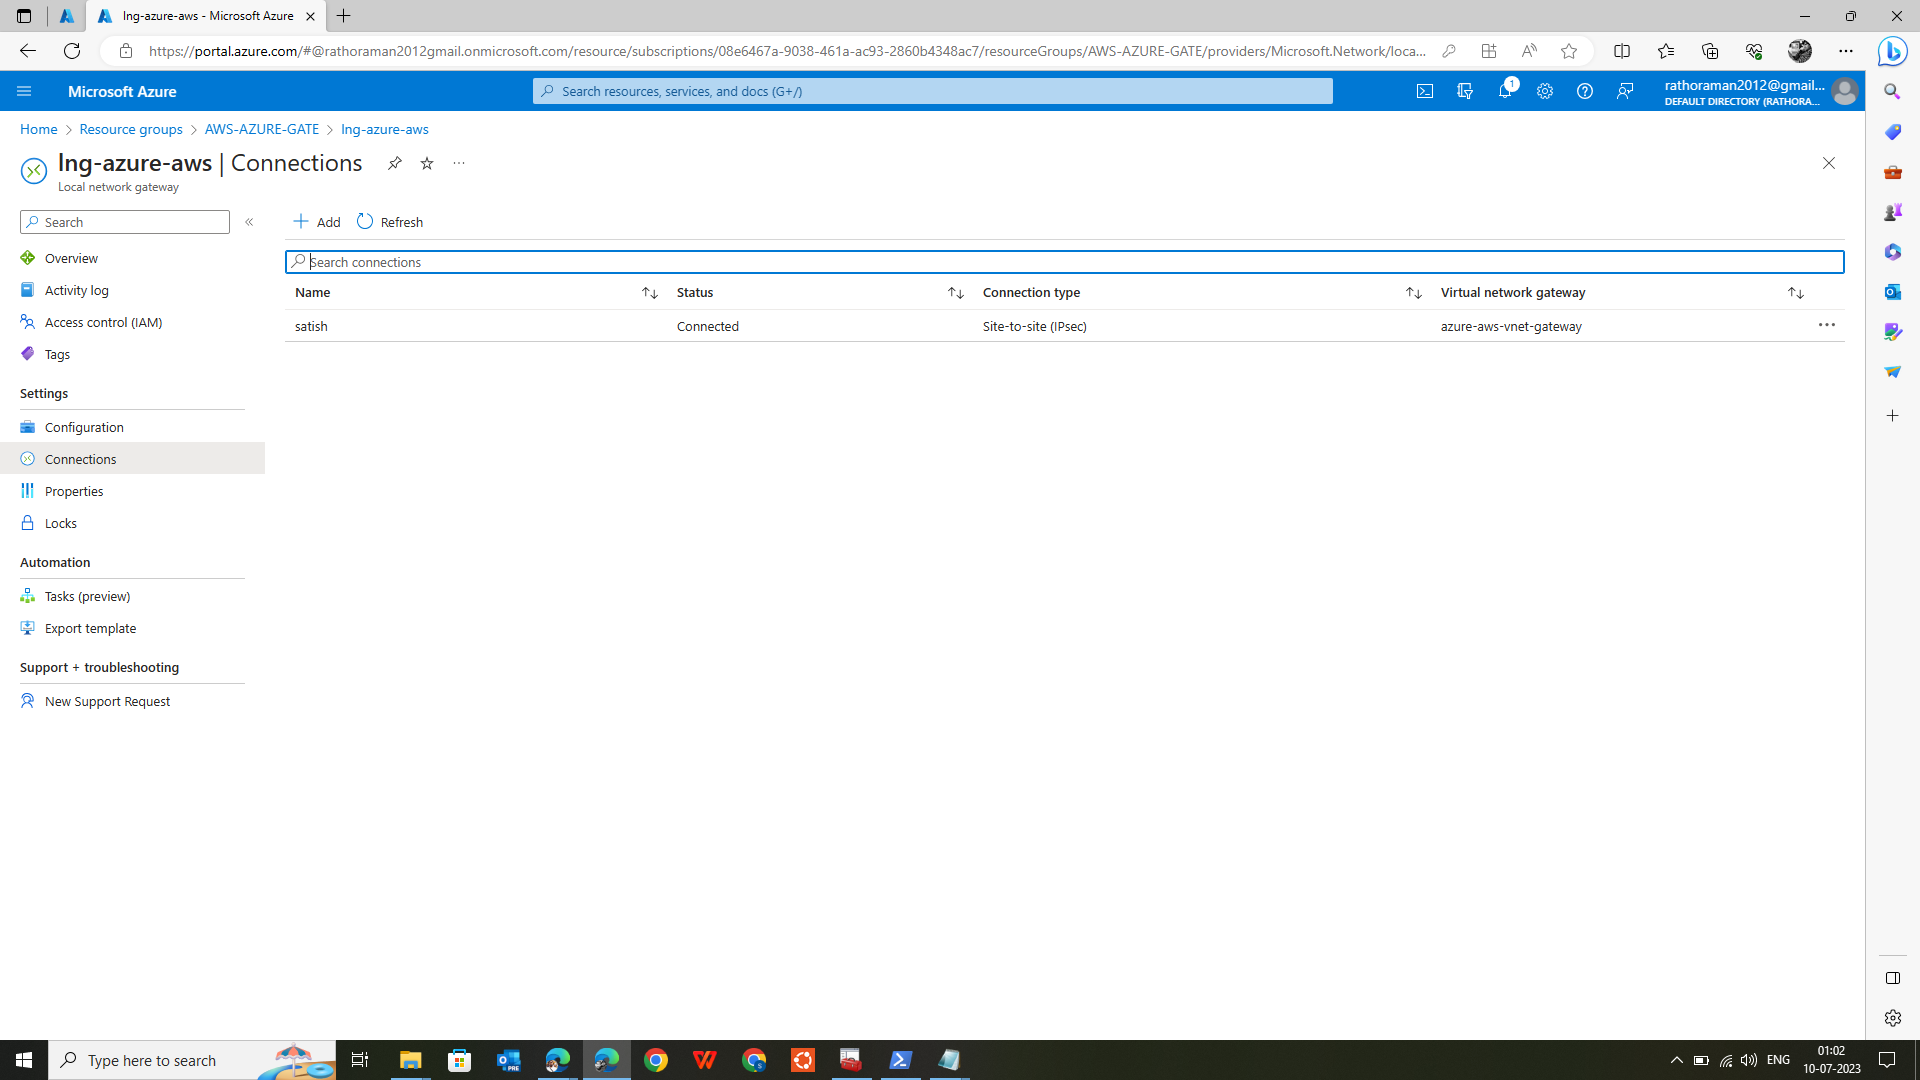 lng-azure-aws - Microsoft Azure
https://portal.azure.com/#@rathoraman2012gmail.onmicrosoft.com/resource/subscriptions/08e6467a-9038-461a-ac93-2860b4348ac7/resourceGroups/AWS-AZURE-GATE/providers/Microsoft.Network/loca...
Microsoft Azure
Search resources, services, and docs (G+/)
1
rathoraman2012@gmail...
DEFAULT DIRECTORY (RATHORA...
Home > Resource groups > AWS-AZURE-GATE > lng-azure-aws
lng-azure-aws | Connections
Local network gateway
Search
Add
Refresh
Search connections
Overview
Activity log
Access control (IAM)
Tags
Settings
Configuration
Connections
Properties
Locks
Automation
Tasks (preview)
Export template
Support + troubleshooting
New Support Request
Name Status Connection type Virtual network gateway
satish Connected Site-to-site (IPsec) azure-aws-vnet-gateway
Type here to search
PRE
ENG
01:02
10-07-2023